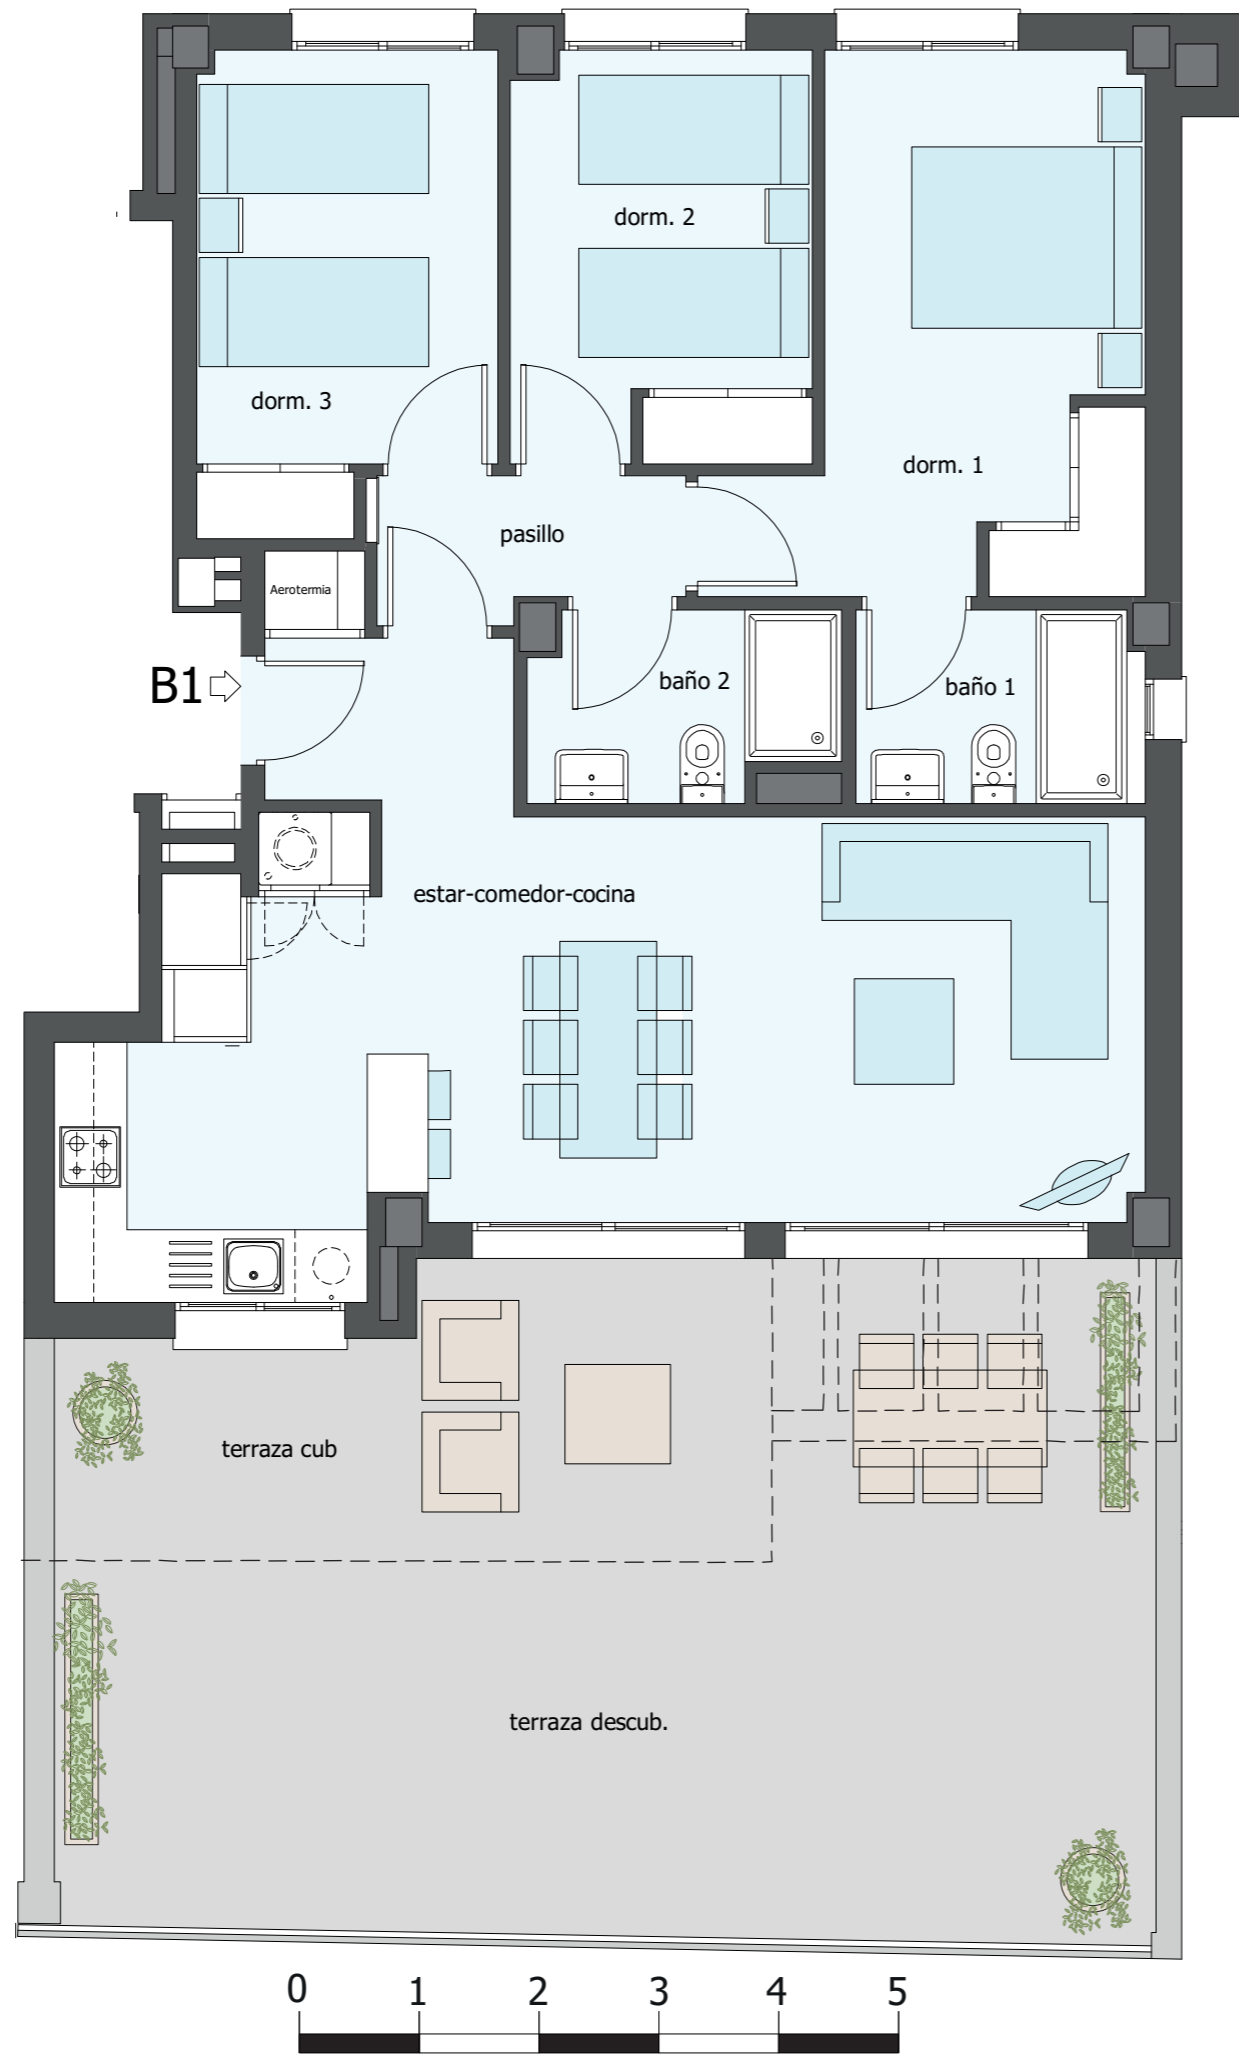 dorm. 2
dorm. 3
dorm. 1
pasillo
Aerotermia
B1
baño 2
baño 1
estar-comedor-cocina
terraza cub
terraza descub.
0 1 2 3 4 5